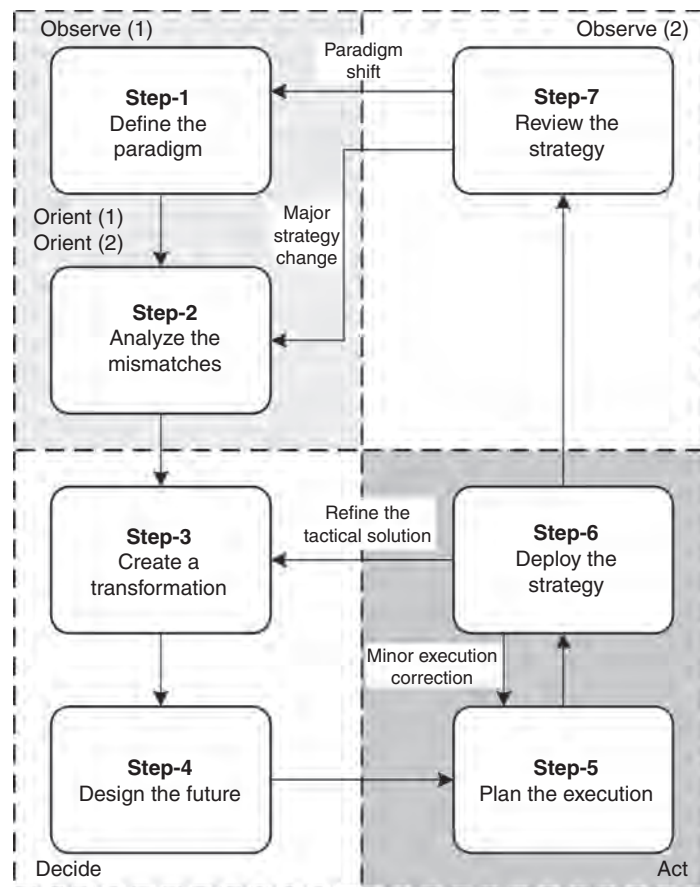 Observe (1)
Observe (2)
Paradigm
shift
Step-1
Define the
paradigm
Step-7
Review the
strategy
Orient (1)
Orient (2)
Major
strategy
change
Step-2
Analyze the
mismatches
Step-3
Create a
transformation
Refine the
tactical solution
Step-6
Deploy the
strategy
Minor execution
correction
Step-4
Design the future
Step-5
Plan the execution
Decide
Act